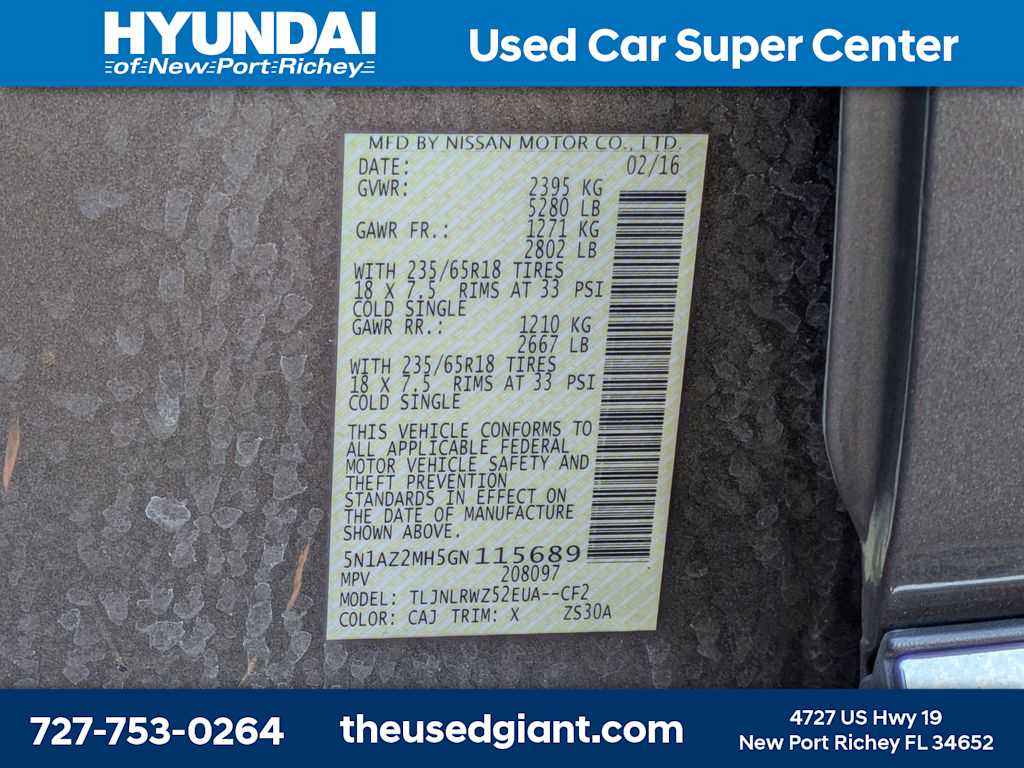 HYUNDAI
of New Port Richey
Used Car Super Center
MFD BY NISSAN MOTOR CO., LTD.
DATE: 02/16
GVWR: 2395 KG
5280 LB
GAWR FR.: 1271 KG
2802 LB
WITH 235/65R18 TIRES
18 X 7.5 RIMS AT 33 PSI
COLD SINGLE
GAWR RR.: 1210 KG
2667 LB
WITH 235/65R18 TIRES
18 X 7.5 RIMS AT 33 PSI
COLD SINGLE
THIS VEHICLE CONFORMS TO
ALL APPLICABLE FEDERAL
MOTOR VEHICLE SAFETY AND
THEFT PREVENTION
STANDARDS IN EFFECT ON
THE DATE OF MANUFACTURE
SHOWN ABOVE.
5N1AZ2MH5GN115689
MPV 208097
MODEL: TLJNLRWZ52EUA--CF2
COLOR: CAJ TRIM: X ZS30A
727-753-0264
theusedgiant.com
4727 US Hwy 19
New Port Richey FL 34652